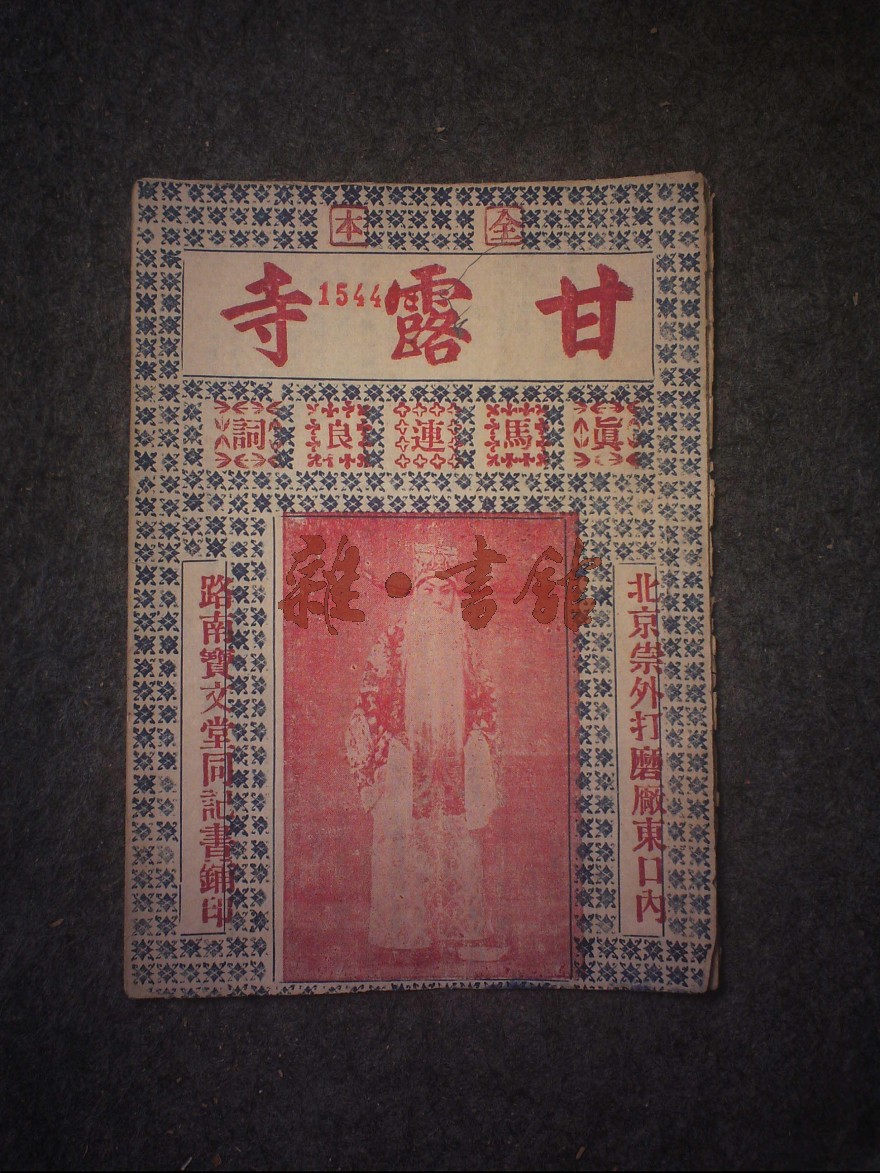 全本
甘露寺
1544
真馬連良詞
北京崇外打磨厰東口內
路南寶文堂同記書鋪印
雜·書館